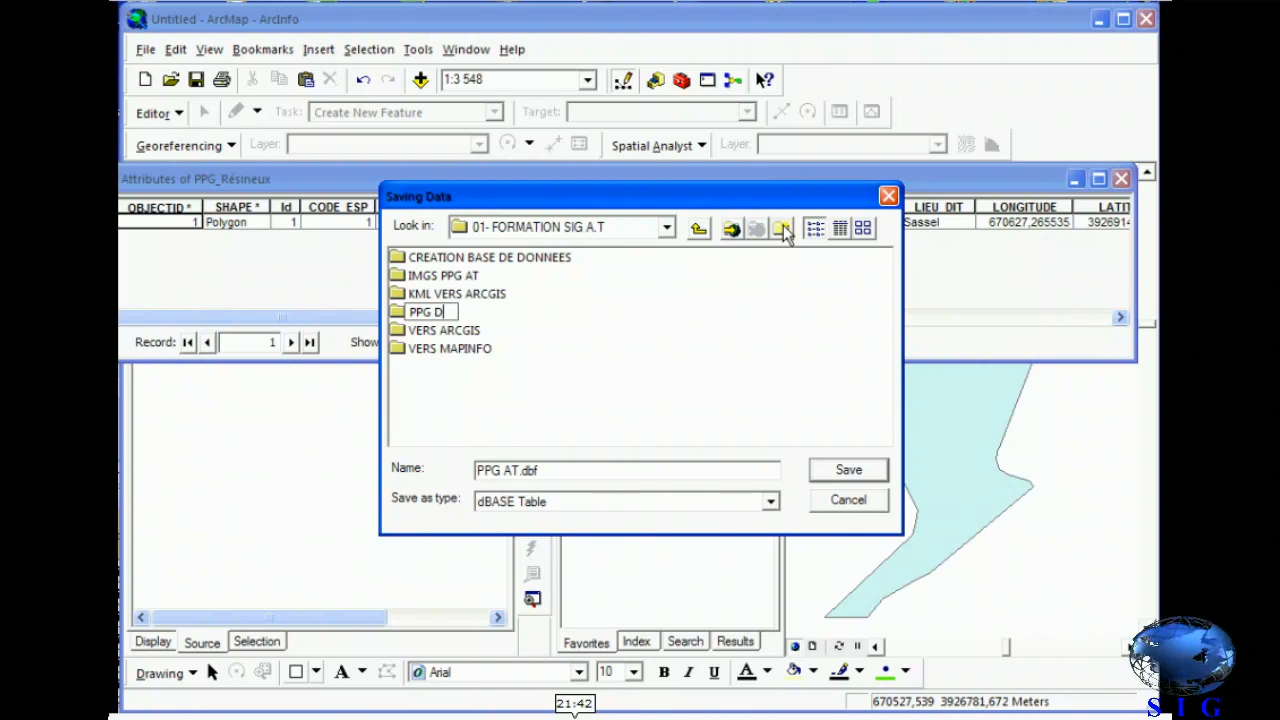 Untitled - ArcMap - ArcInfo
File Edit View Bookmarks Insert Selection Tools Window Help
1:3 548
Editor Task: Create New Feature Target:
Georeferencing Layer: Spatial Analyst Layer:
Attributes of PPG_Résineux
OBJECTID * SHAPE * Id CODE_ESP LIEU_DIT LONGITUDE LATI
1 Polygon 1 1 Sassel 670627,265535 3926914
Saving Data
Look in: 01- FORMATION SIG A.T
CREATION BASE DE DONNEES
IMGS PPG AT
KML VERS ARCGIS
PPG D
VERS ARCGIS
VERS MAPINFO
Record: 1 Show
Name: PPG AT.dbf Save
Save as type: dBASE Table Cancel
Display Source Selection
Favorites Index Search Results
Drawing A Arial 10 B I U A
21:42
670527,539 3926781,672 Meters
S I G